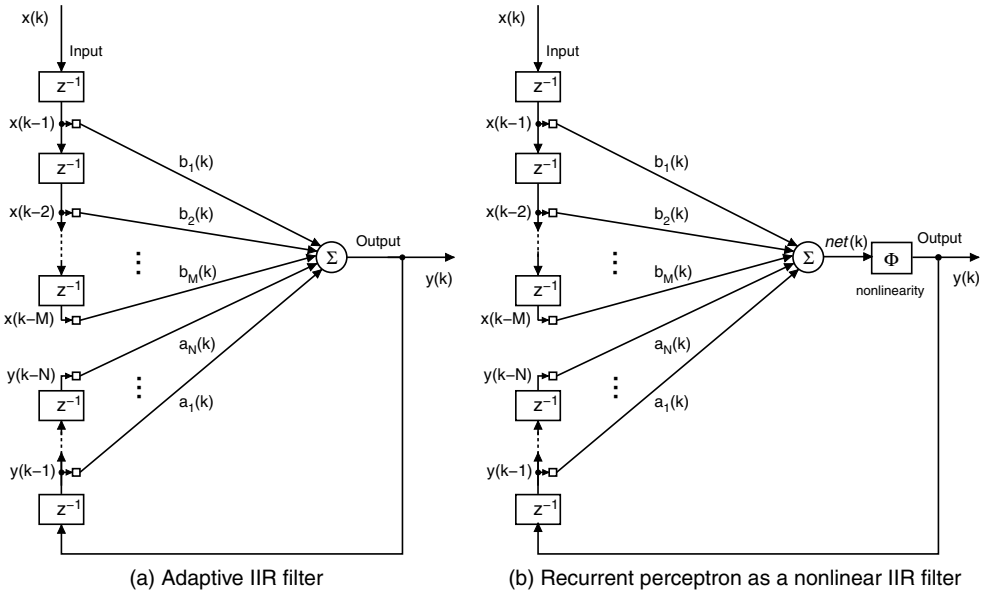 x(k)
Input
z⁻¹
x(k−1)
z⁻¹
b₁(k)
x(k−2)
b₂(k)
Output
Σ
b_M(k)
y(k)
z⁻¹
x(k−M)
a_N(k)
y(k−N)
z⁻¹
a₁(k)
y(k−1)
z⁻¹
(a) Adaptive IIR filter
x(k)
Input
z⁻¹
x(k−1)
z⁻¹
b₁(k)
x(k−2)
b₂(k)
net(k)
Output
Σ
Φ
b_M(k)
y(k)
nonlinearity
z⁻¹
x(k−M)
a_N(k)
y(k−N)
z⁻¹
a₁(k)
y(k−1)
z⁻¹
(b) Recurrent perceptron as a nonlinear IIR filter